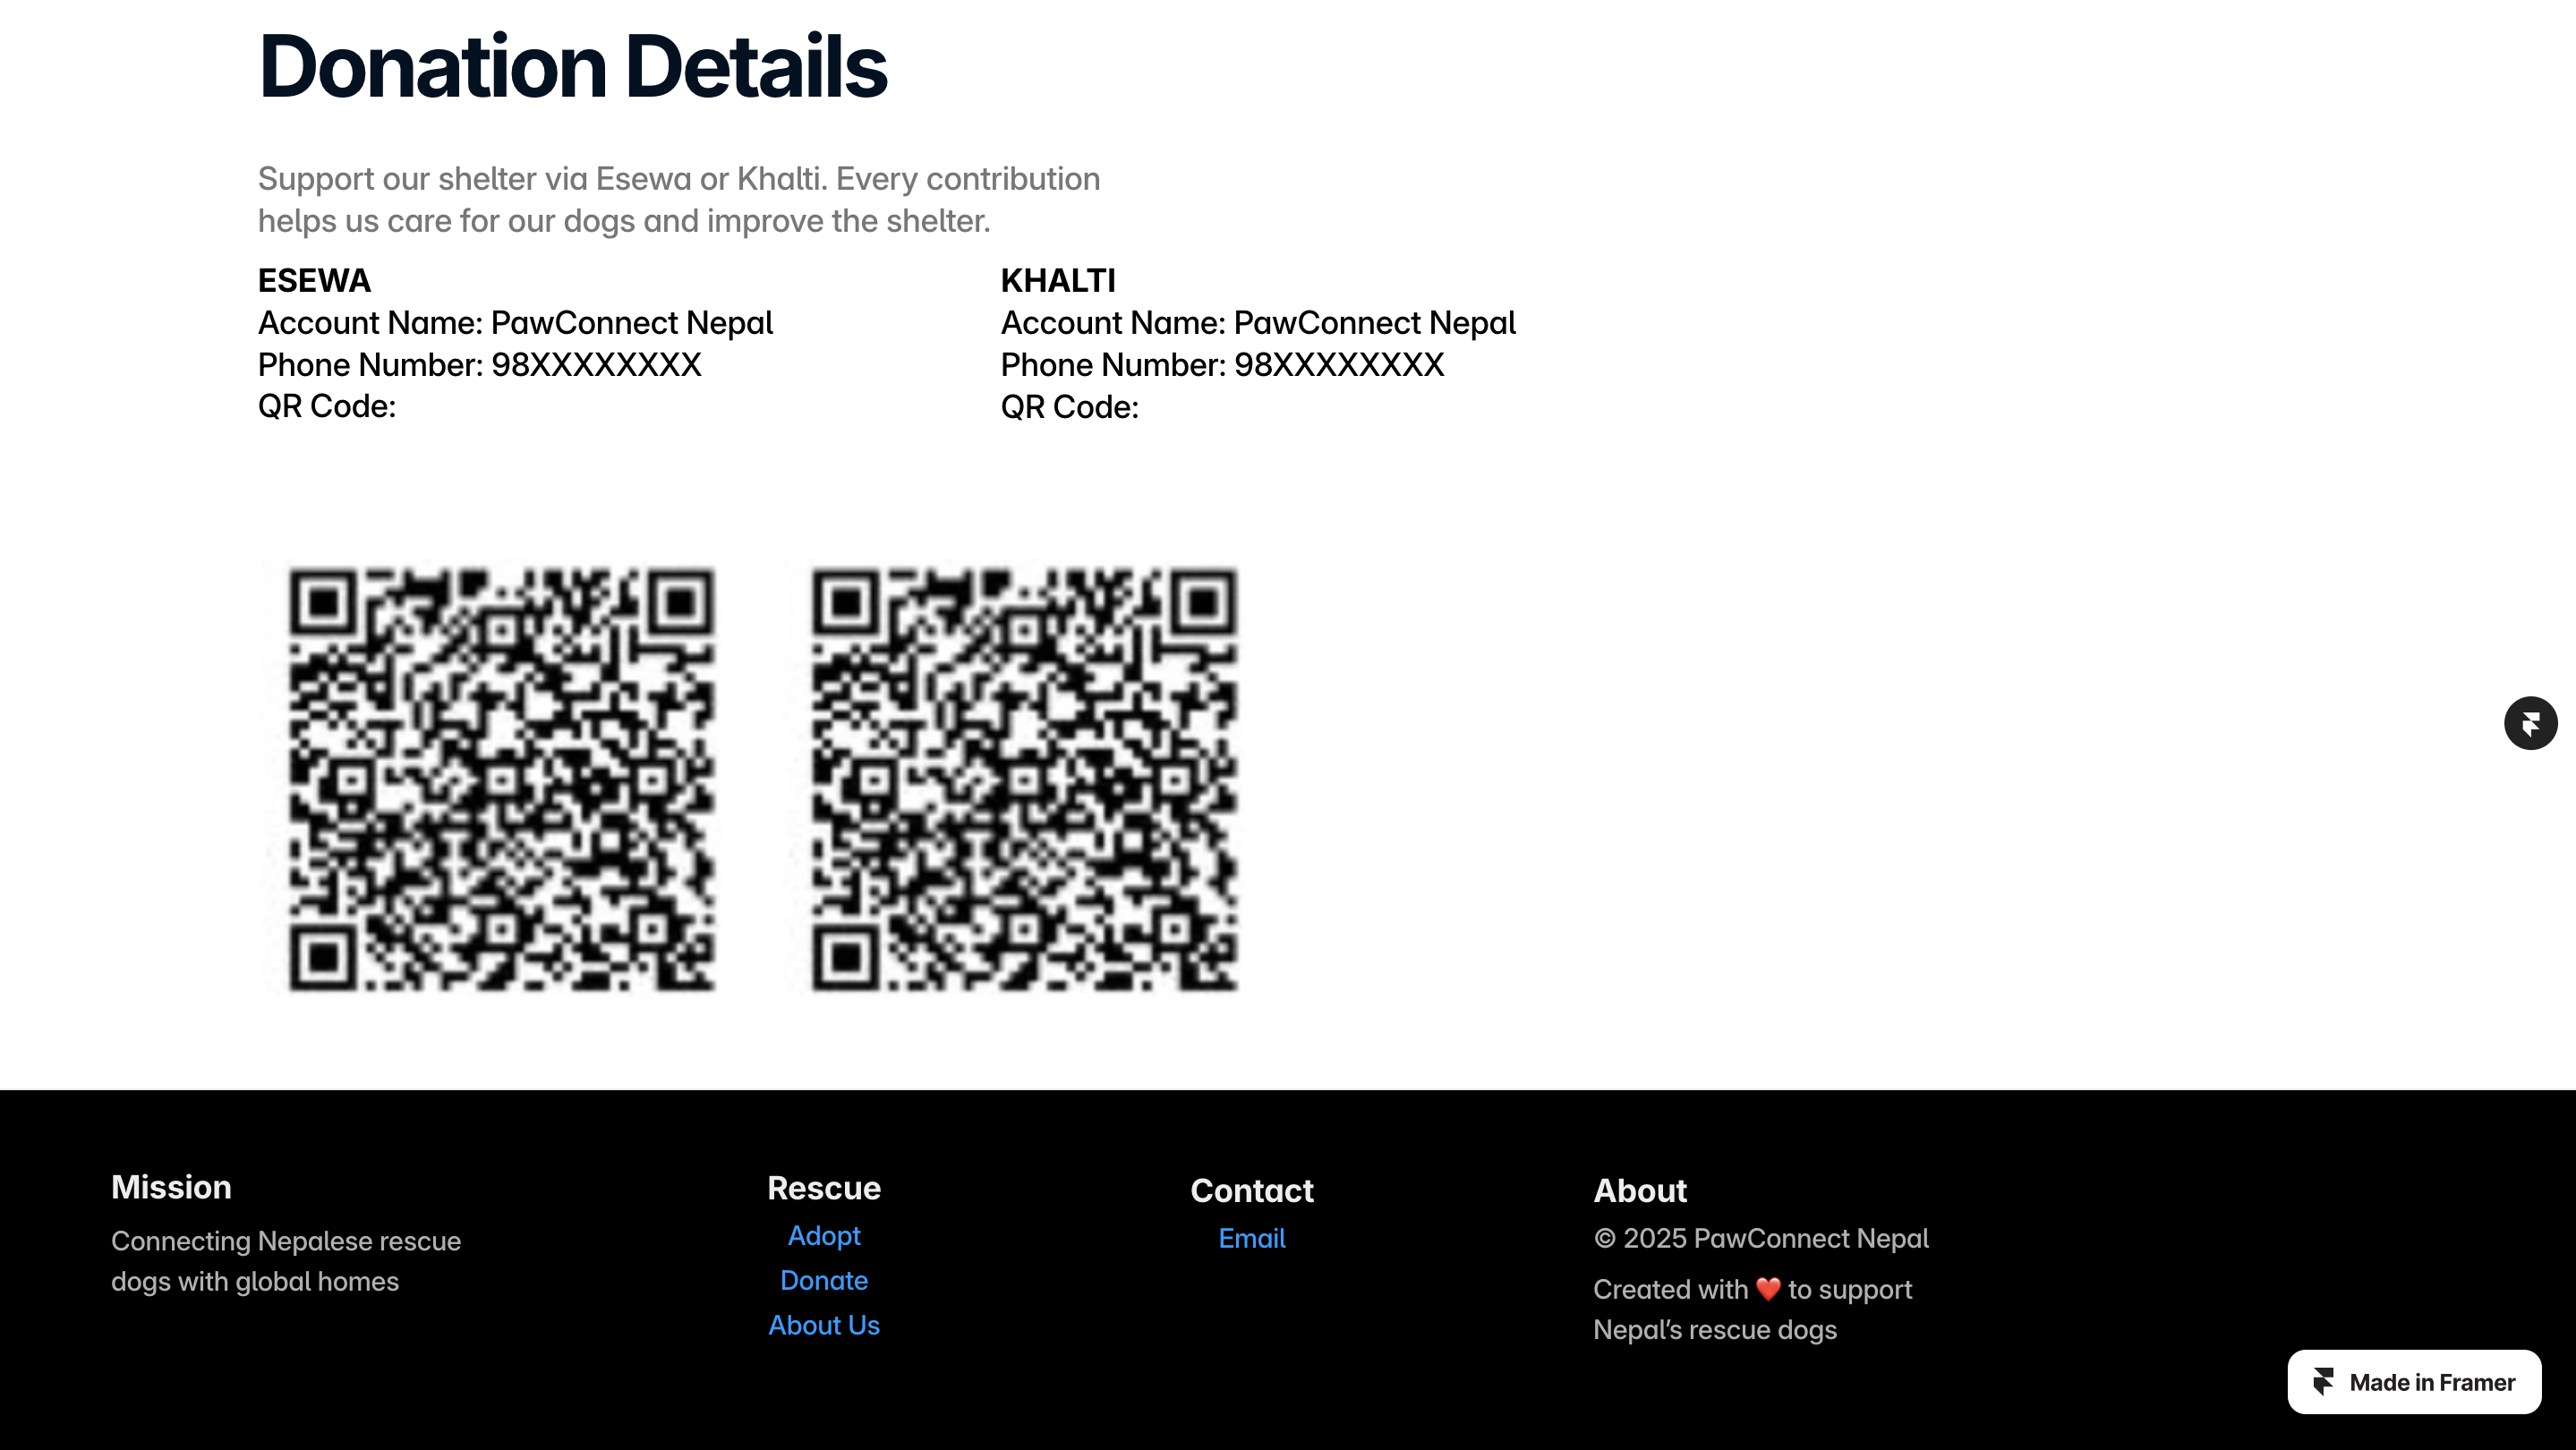 Donation Details
Support our shelter via Esewa or Khalti. Every contribution
helps us care for our dogs and improve the shelter.
ESEWA
Account Name: PawConnect Nepal
Phone Number: 98XXXXXXXX
QR Code:
KHALTI
Account Name: PawConnect Nepal
Phone Number: 98XXXXXXXX
QR Code:
Mission
Connecting Nepalese rescue
dogs with global homes
Rescue
Adopt
Donate
About Us
Contact
Email
About
© 2025 PawConnect Nepal
Created with ❤️ to support
Nepal’s rescue dogs
Made in Framer